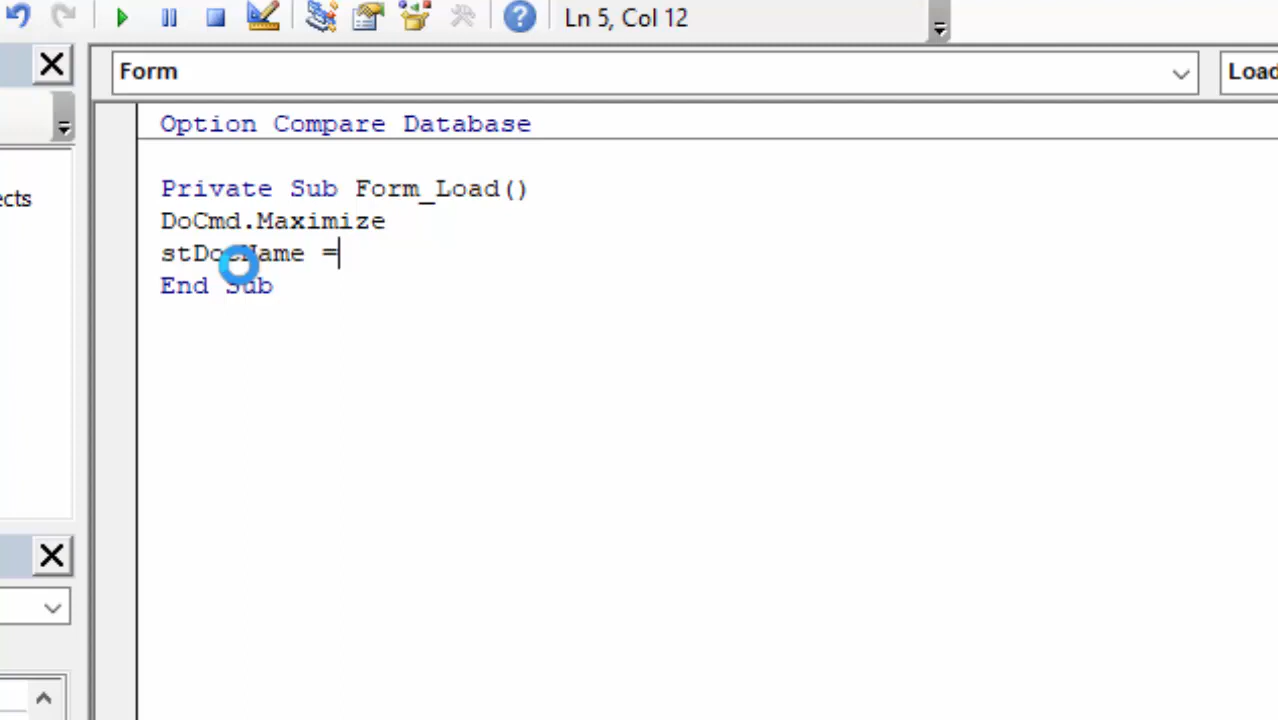 Ln 5, Col 12
Form
Load
ects
Option Compare Database
Private Sub Form_Load()
DoCmd.Maximize
stDocName =
End Sub